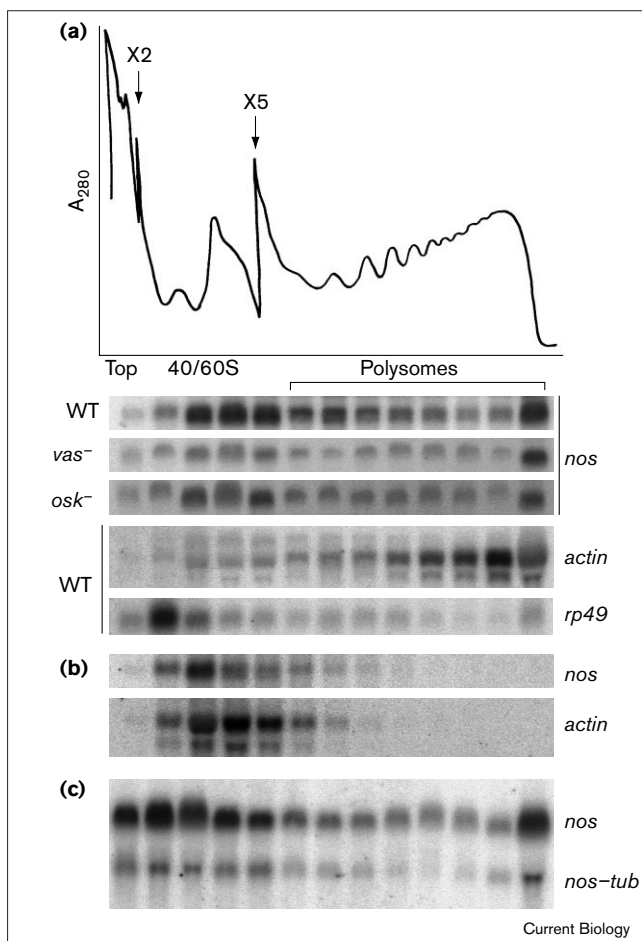 (a)
X2
X5
A280
Top 40/60S Polysomes
WT
vas–
nos
osk–
WT
actin
rp49
(b)
nos
actin
(c)
nos
nos–tub
Current Biology